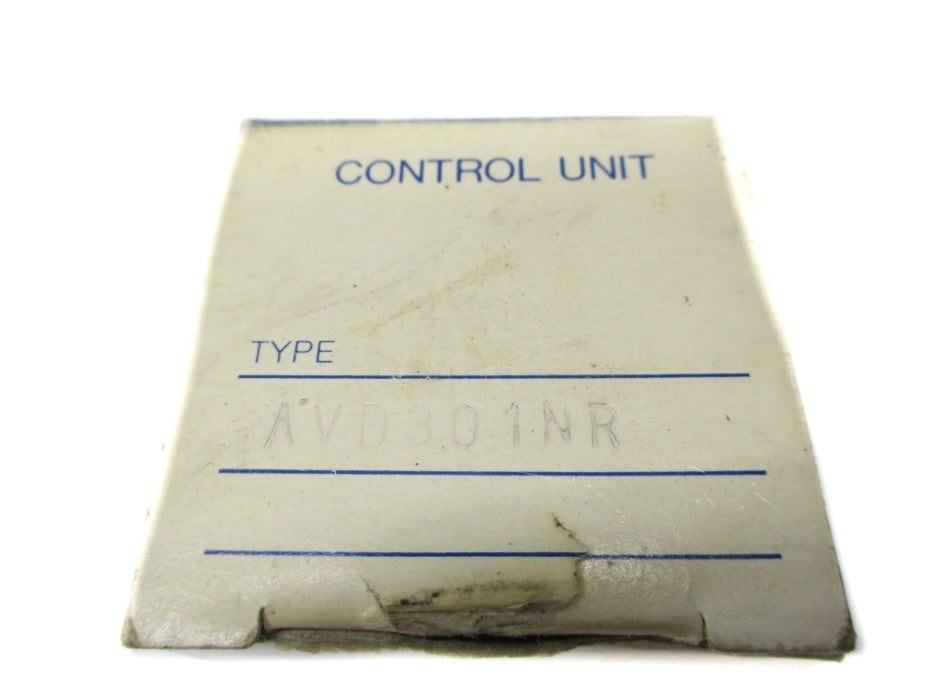 CONTROL UNIT
TYPE
AVD301NR